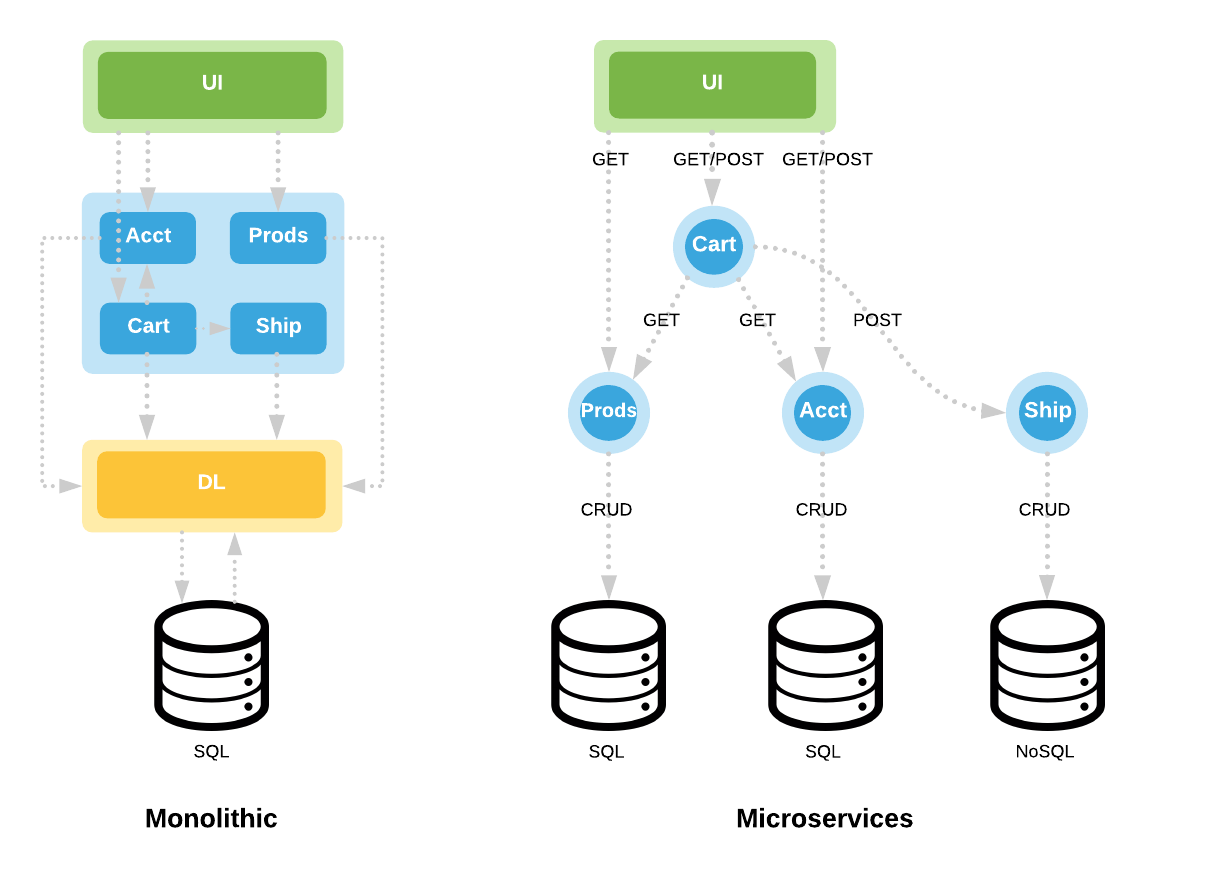 UI
Acct
Prods
Cart
Ship
DL
SQL
Monolithic
UI
GET
GET/POST
GET/POST
Cart
GET
GET
POST
Prods
Acct
Ship
CRUD
CRUD
CRUD
SQL
SQL
NoSQL
Microservices